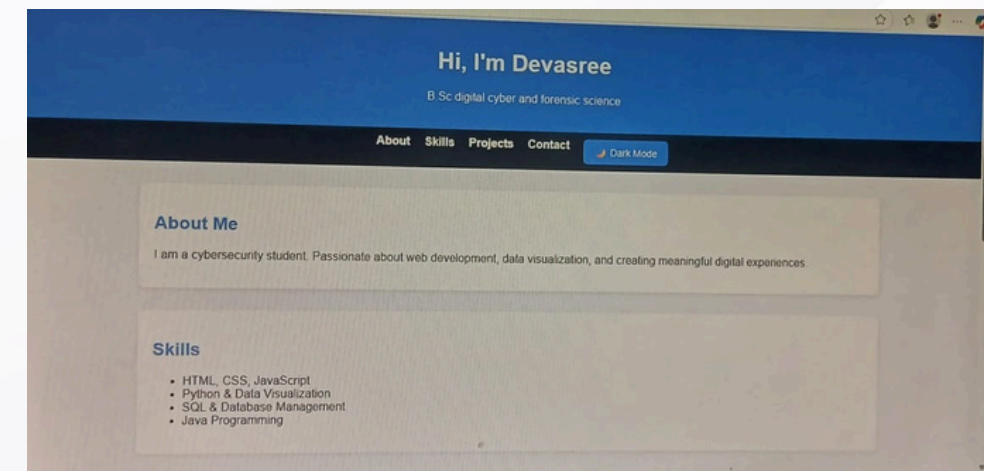 Hi, I'm Devasree
B.Sc digital cyber and forensic science
About Skills Projects Contact 🌙 Dark Mode
About Me
I am a cybersecurity student. Passionate about web development, data visualization, and creating meaningful digital experiences.
Skills
• HTML, CSS, JavaScript
• Python & Data Visualization
• SQL & Database Management
• Java Programming